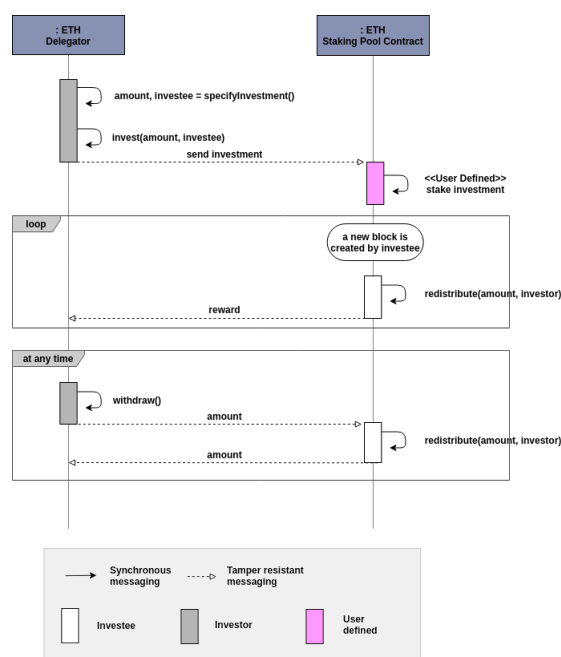 : ETH
Delegator
: ETH
Staking Pool Contract
amount, investee = specifyInvestment()
invest(amount, investee)
send investment
<<User Defined>>
stake investment
loop
a new block is
created by investee
redistribute(amount, investor)
reward
at any time
withdraw()
amount
redistribute(amount, investor)
amount
Synchronous
messaging
Tamper resistant
messaging
Investee
Investor
User
defined